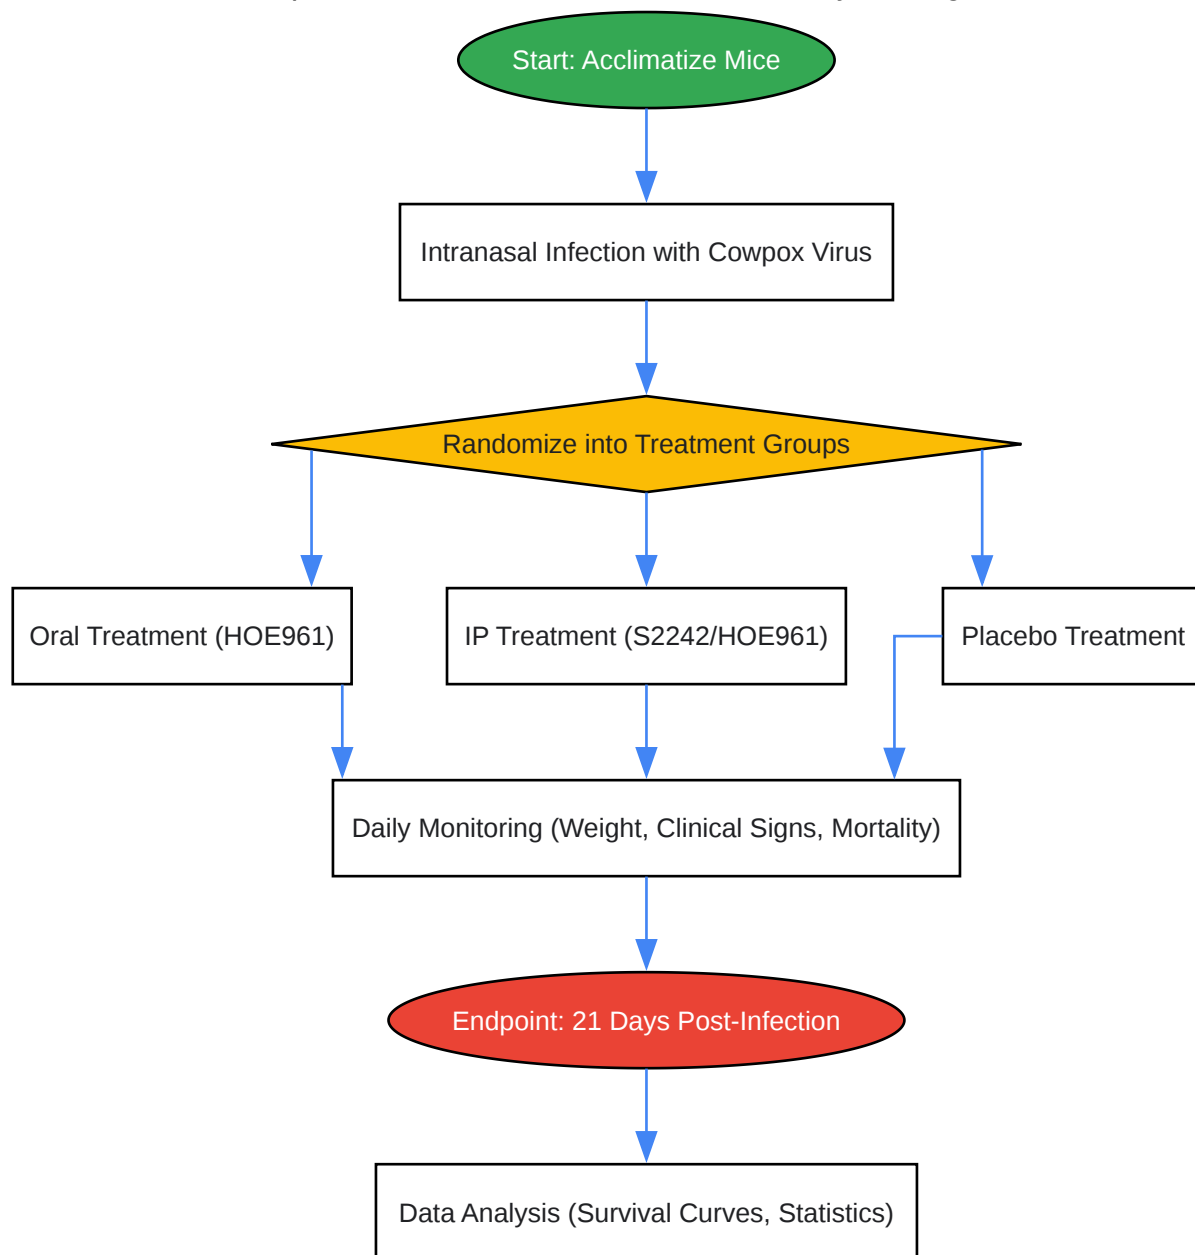 Start: Acclimatize Mice
Intranasal Infection with Cowpox Virus
Randomize into Treatment Groups
Oral Treatment (HOE961)
IP Treatment (S2242/HOE961)
Placebo Treatment
Daily Monitoring (Weight, Clinical Signs, Mortality)
Endpoint: 21 Days Post-Infection
Data Analysis (Survival Curves, Statistics)